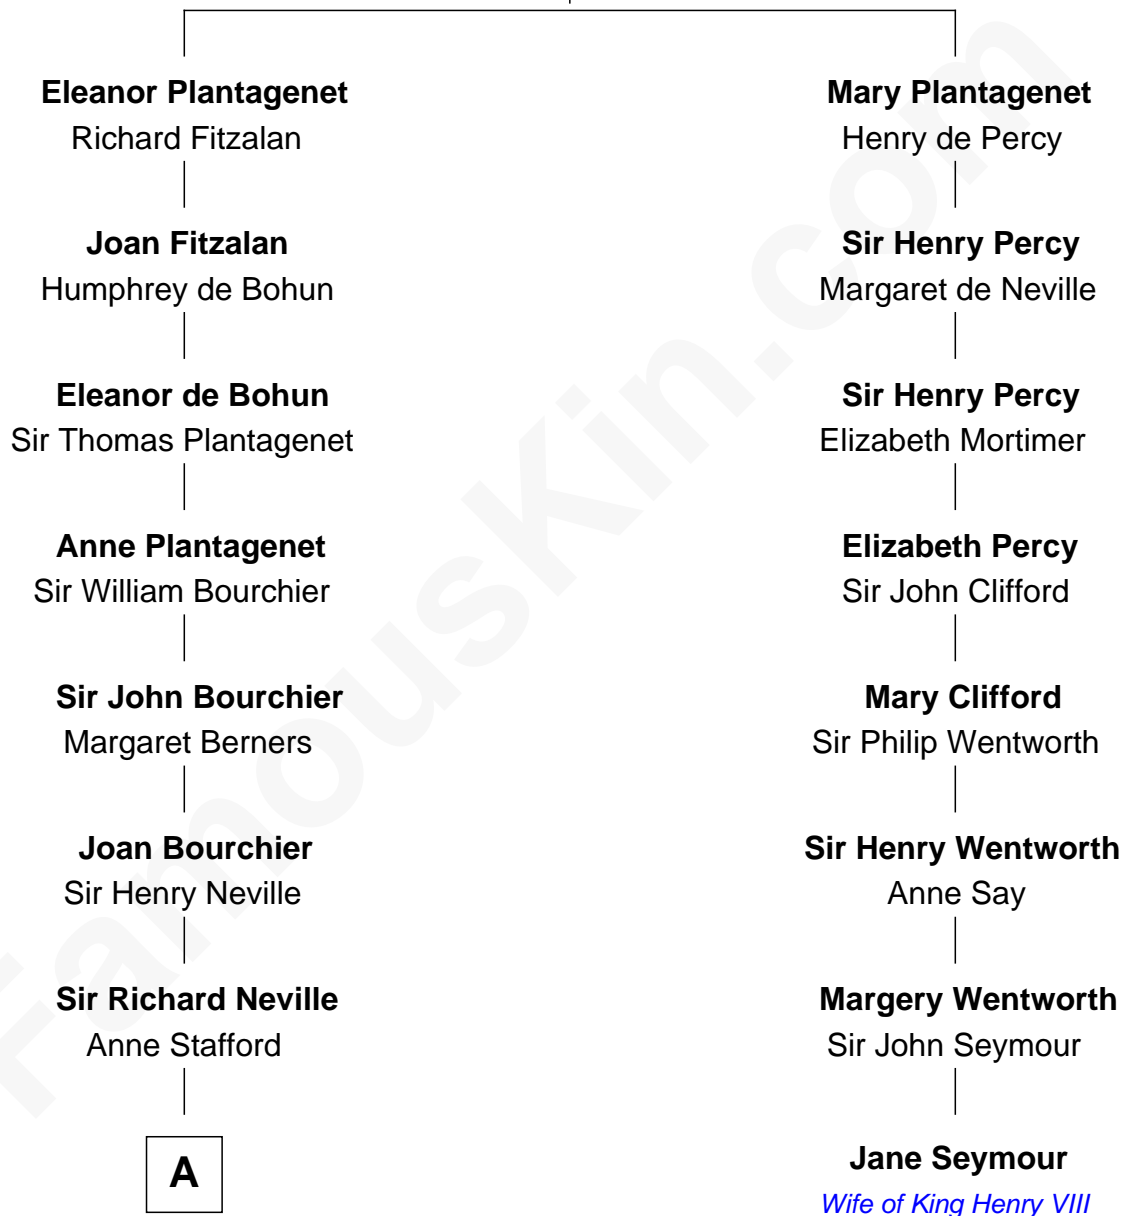 Eleanor Plantagenet
Richard Fitzalan
Joan Fitzalan
Humphrey de Bohun
Eleanor de Bohun
Sir Thomas Plantagenet
Anne Plantagenet
Sir William Bourchier
Sir John Bourchier
Margaret Berners
Joan Bourchier
Sir Henry Neville
Sir Richard Neville
Anne Stafford
A
Mary Plantagenet
Henry de Percy
Sir Henry Percy
Margaret de Neville
Sir Henry Percy
Elizabeth Mortimer
Elizabeth Percy
Sir John Clifford
Mary Clifford
Sir Philip Wentworth
Sir Henry Wentworth
Anne Say
Margery Wentworth
Sir John Seymour
Jane Seymour
Wife of King Henry VIII
FamousKin.com